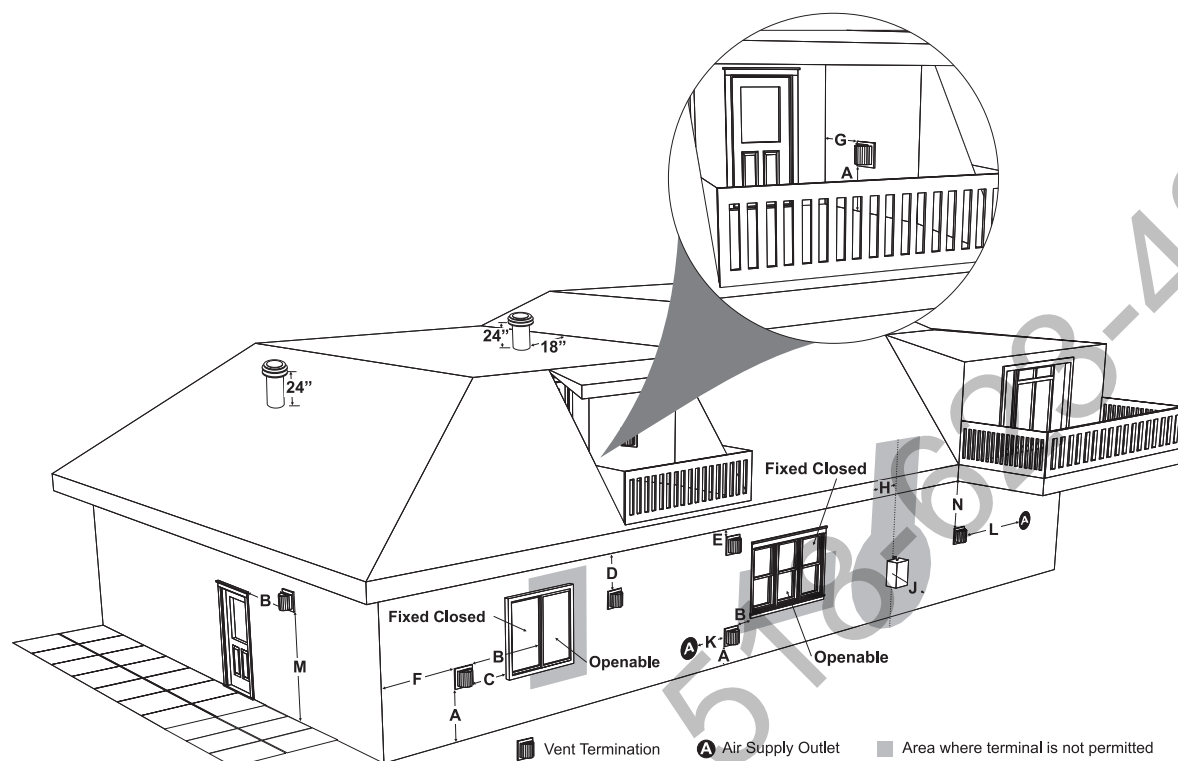 G
A
24”
18”
24”
Fixed Closed
H
N
L
A
E
D
J
B
Fixed Closed
B
K
A
A
B
Openable
Openable
M
F
C
A
Vent Termination
A Air Supply Outlet
Area where terminal is not permitted